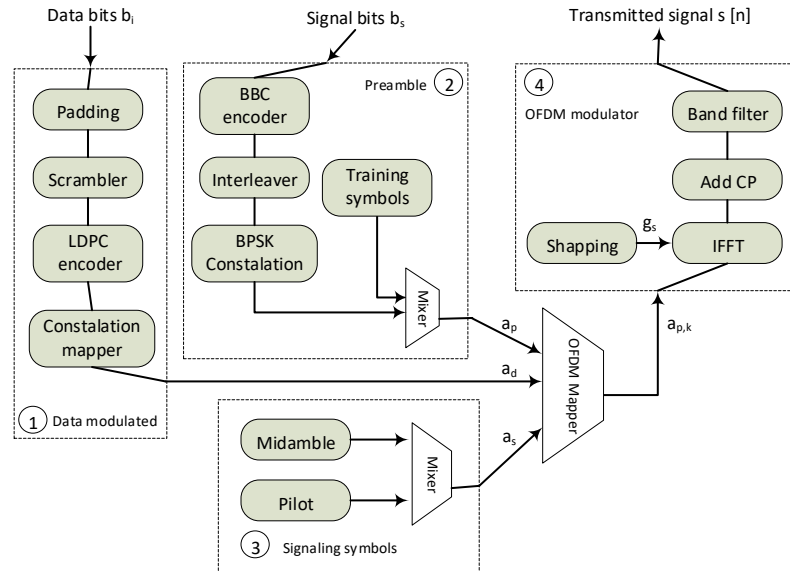 Data bits bi
Signal bits bs
Transmitted signal s [n]
Padding
Scrambler
LDPC
encoder
Constalation
mapper
1
Data modulated
Preamble
2
BBC
encoder
Interleaver
BPSK
Constalation
Training
symbols
Mixer
ap
ad
as
OFDM Mapper
Midamble
Pilot
Mixer
3
Signaling symbols
4
OFDM modulator
Band filter
Add CP
Shapping
gs
IFFT
ap,k